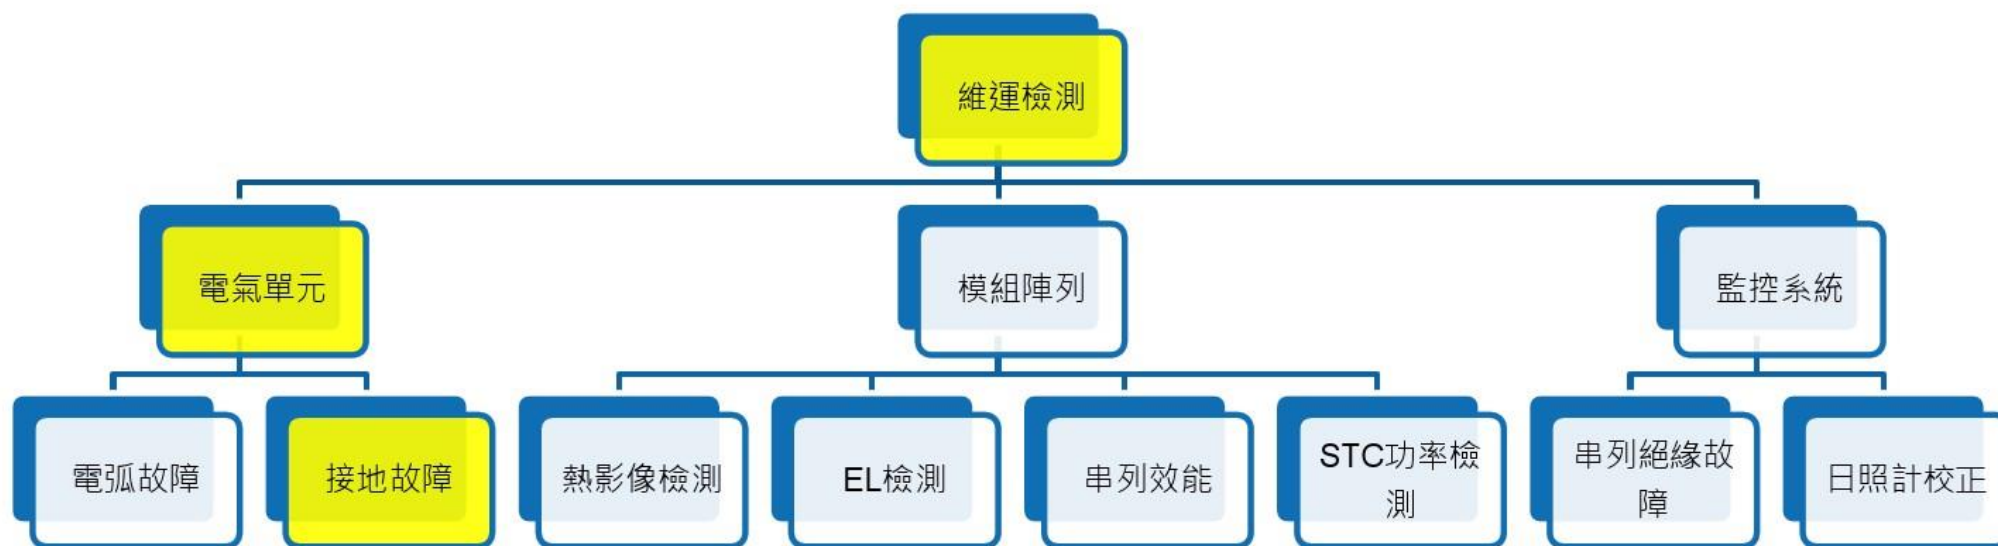 維運檢測
電氣單元
模組陣列
監控系統
電弧故障
接地故障
熱影像檢測
EL檢測
串列效能
STC功率檢
測
串列絕緣故
障
日照計校正